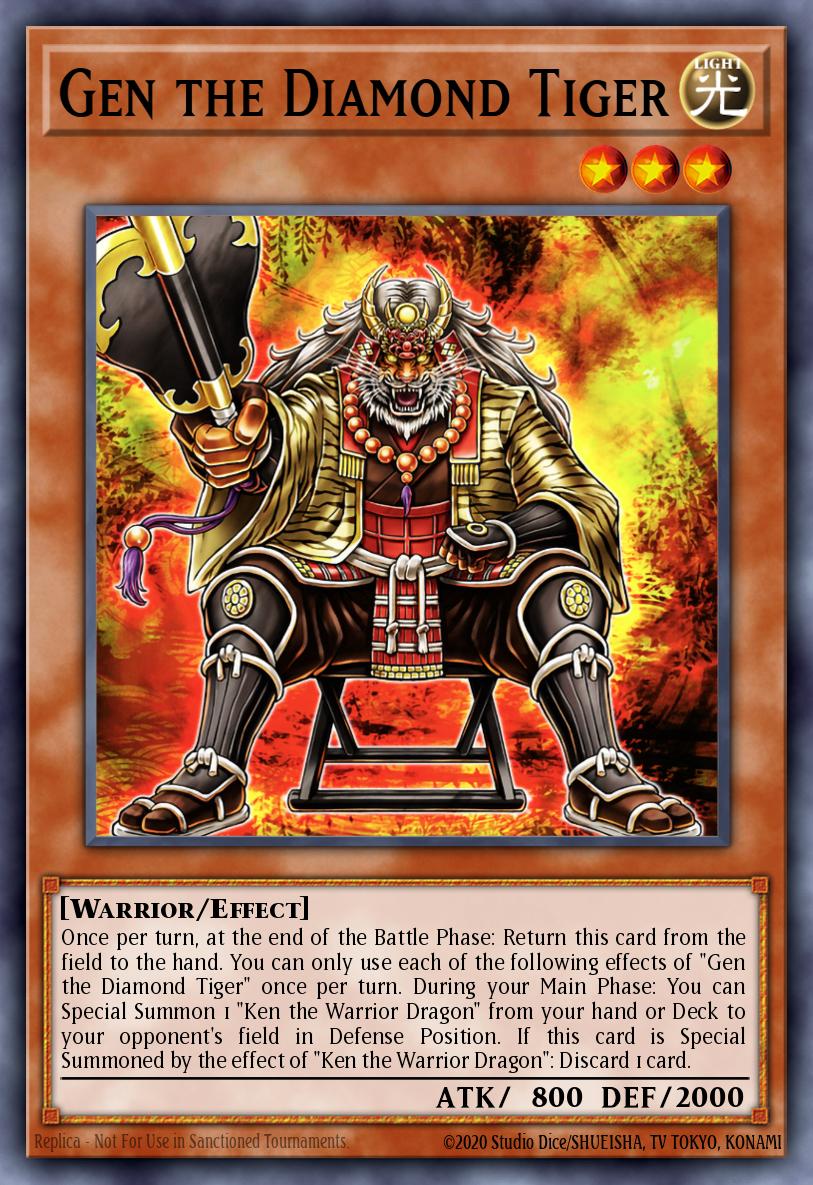 Gen the Diamond Tiger
LIGHT
光
[Warrior/Effect]
Once per turn, at the end of the Battle Phase: Return this card from the
field to the hand. You can only use each of the following effects of "Gen
the Diamond Tiger" once per turn. During your Main Phase: You can
Special Summon 1 "Ken the Warrior Dragon" from your hand or Deck to
your opponent's field in Defense Position. If this card is Special
Summoned by the effect of "Ken the Warrior Dragon": Discard 1 card.
ATK/ 800 DEF/2000
Replica - Not For Use in Sanctioned Tournaments.
©2020 Studio Dice/SHUEISHA, TV TOKYO, KONAMI